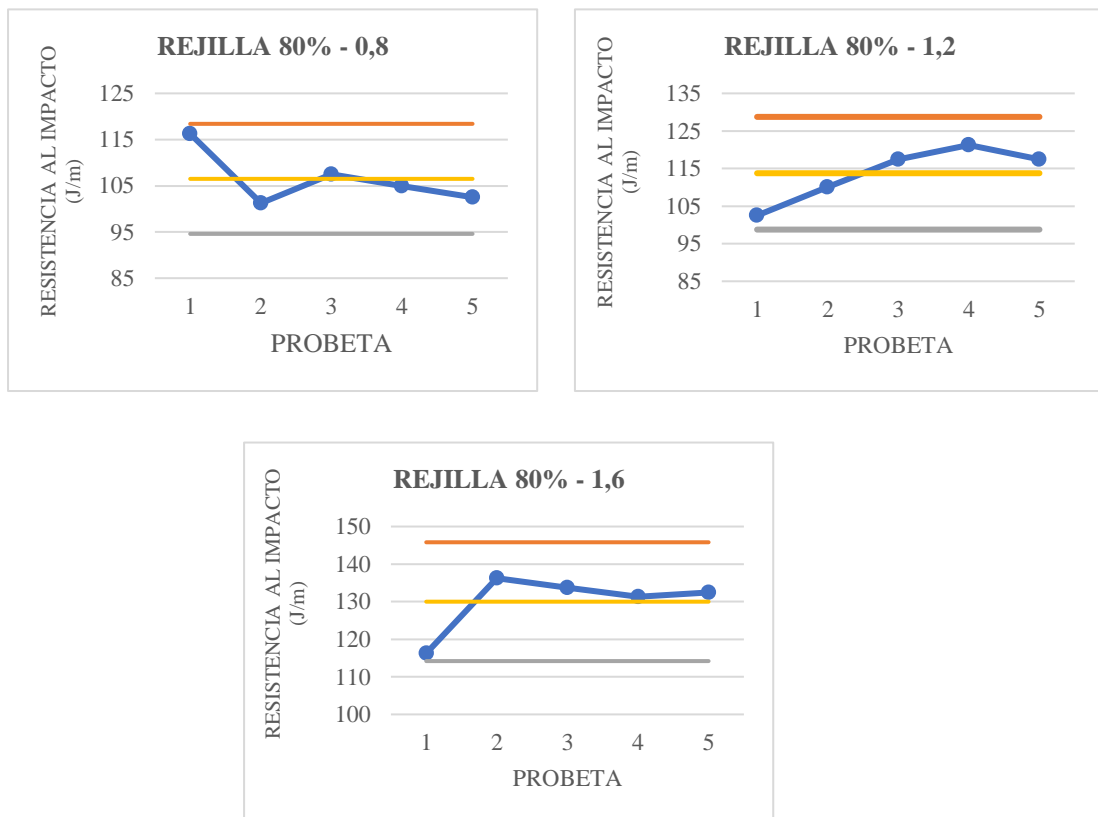 REJILLA 80% - 0,8
RESISTENCIA AL IMPACTO
(J/m)
125
115
105
95
85
1 2 3 4 5
PROBETA
REJILLA 80% - 1,2
RESISTENCIA AL IMPACTO
(J/m)
135
125
115
105
95
85
1 2 3 4 5
PROBETA
REJILLA 80% - 1,6
RESISTENCIA AL IMPACTO
(J/m)
150
140
130
120
110
100
1 2 3 4 5
PROBETA